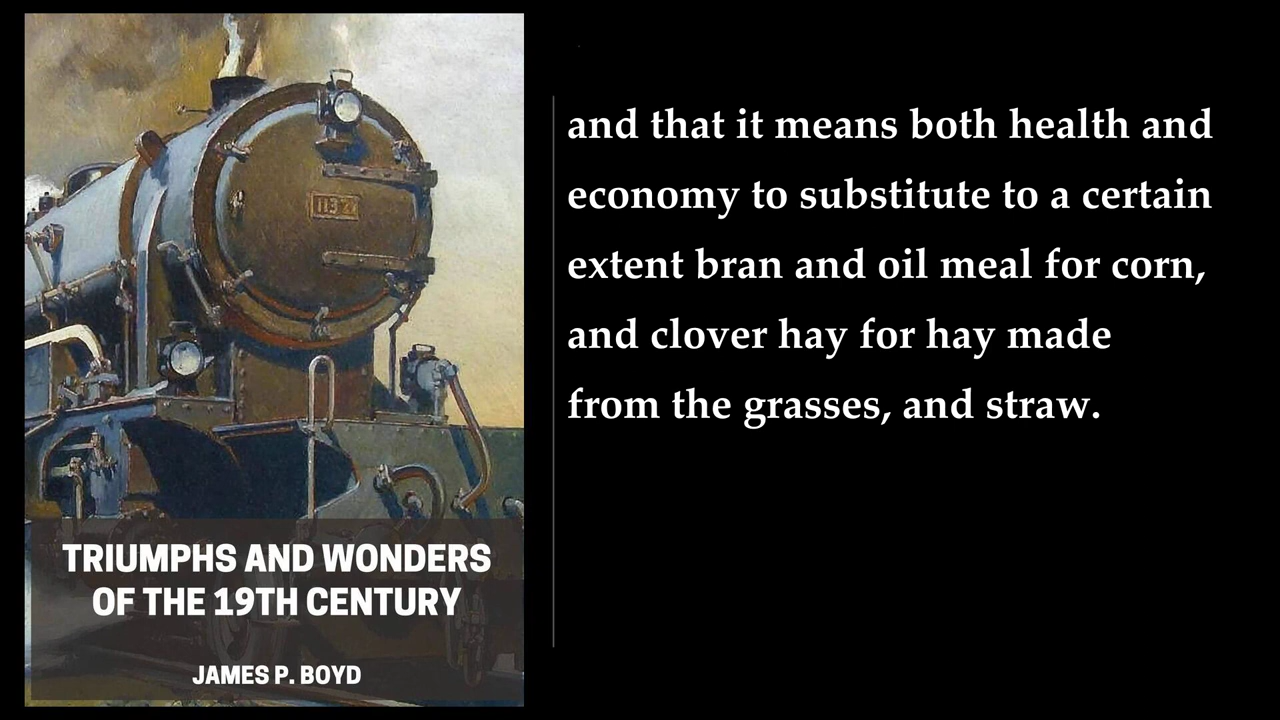 and that it means both health and
economy to substitute to a certain
extent bran and oil meal for corn,
and clover hay for hay made
from the grasses, and straw.
TRIUMPHS AND WONDERS
OF THE 19TH CENTURY
JAMES P. BOYD